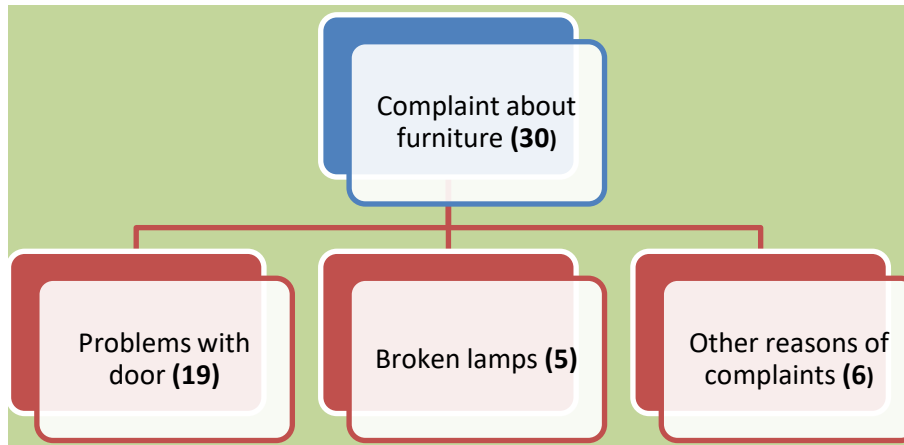 Complaint about
furniture (30)
Problems with
door (19)
Broken lamps (5)
Other reasons of
complaints (6)